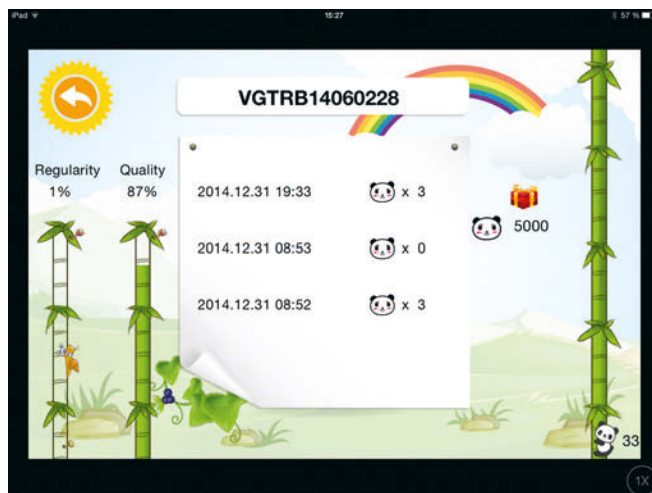 iPad
15:27
57 %
VGTRB14060228
Regularity
1%
Quality
87%
2014.12.31 19:33 x 3
2014.12.31 08:53 x 0
2014.12.31 08:52 x 3
5000
33
1X